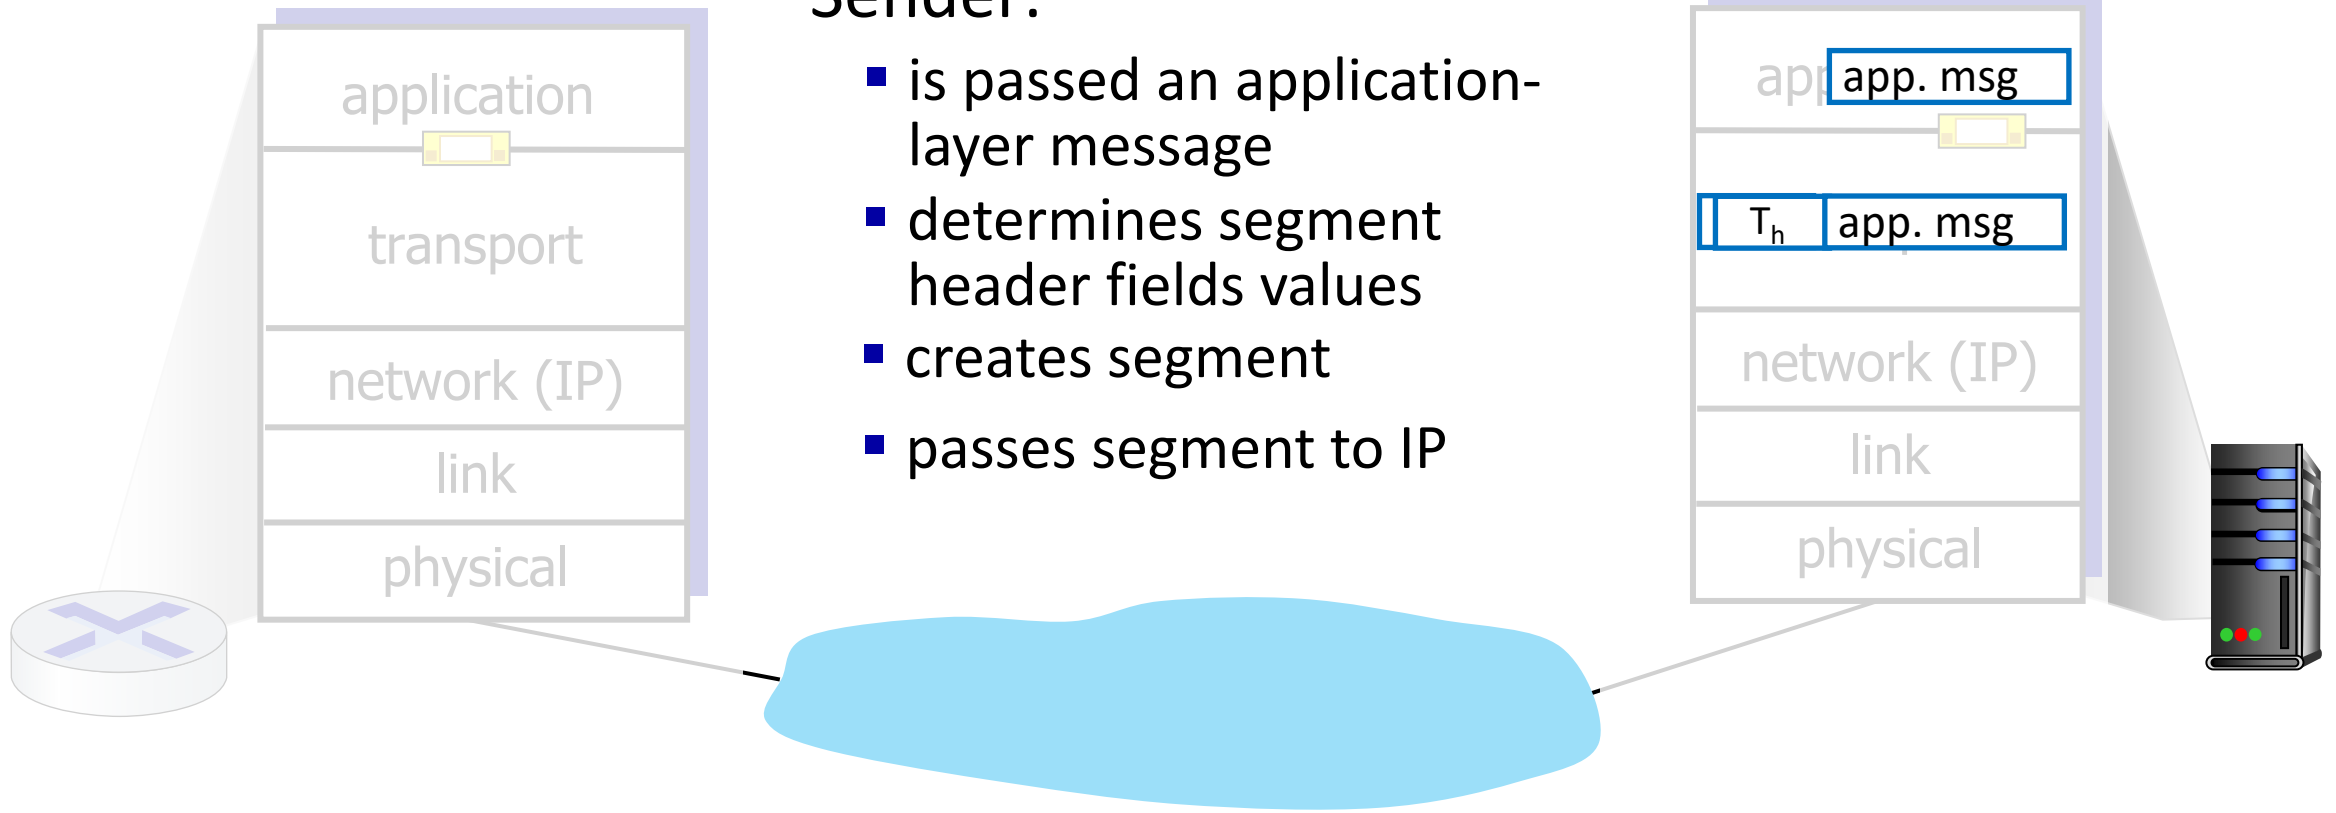 application
transport
network (IP)
link
physical
Sender:
is passed an application-
layer message
determines segment
header fields values
creates segment
passes segment to IP
app. msg
Th app. msg
network (IP)
link
physical